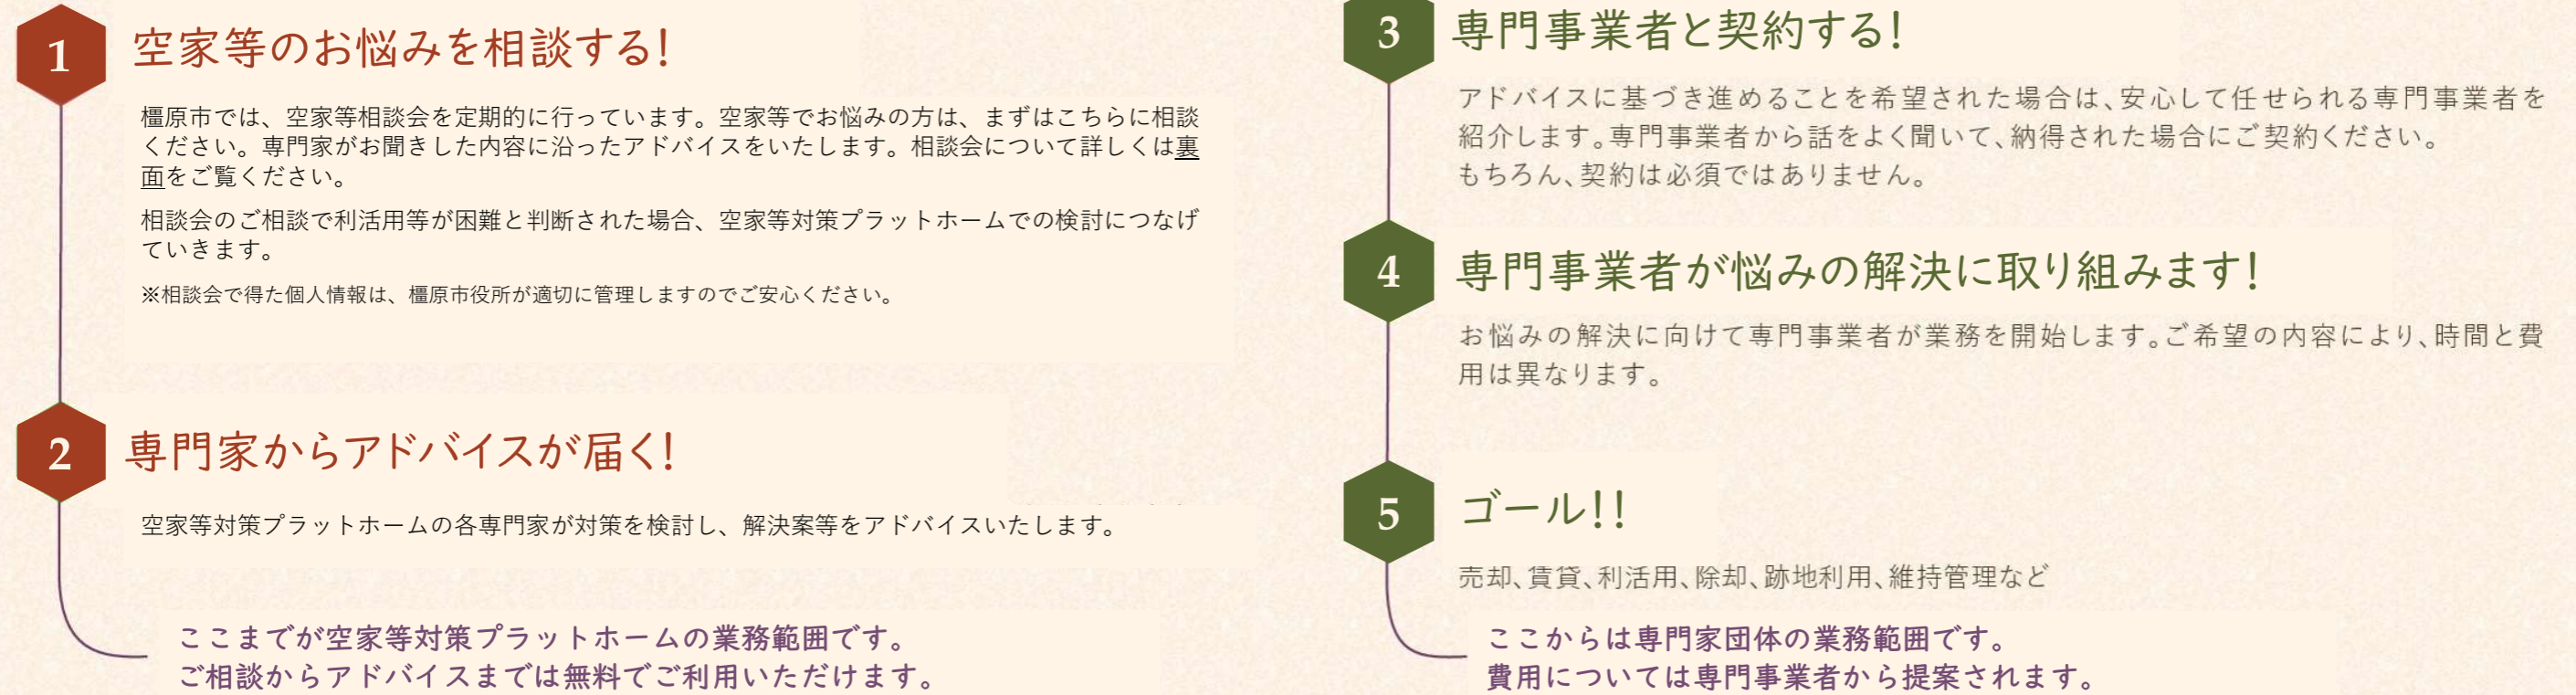 1
空家等のお悩みを相談する!
橿原市では、空家等相談会を定期的に行っています。空家等でお悩みの方は、まずはこちらに相談
ください。専門家がお聞きした内容に沿ったアドバイスをいたします。相談会について詳しくは裏
面をご覧ください。
相談会のご相談で利活用等が困難と判断された場合、空家等対策プラットホームでの検討につなげ
ていきます。
※相談会で得た個人情報は、橿原市役所が適切に管理しますのでご安心ください。
2
専門家からアドバイスが届く!
空家等対策プラットホームの各専門家が対策を検討し、解決案等をアドバイスいたします。
ここまでが空家等対策プラットホームの業務範囲です。
ご相談からアドバイスまでは無料でご利用いただけます。
3
専門事業者と契約する!
アドバイスに基づき進めることを希望された場合は、安心して任せられる専門事業者を
紹介します。専門事業者から話をよく聞いて、納得された場合にご契約ください。
もちろん、契約は必須ではありません。
4
専門事業者が悩みの解決に取り組みます!
お悩みの解決に向けて専門事業者が業務を開始します。ご希望の内容により、時間と費
用は異なります。
5
ゴール!!
売却、賃貸、利活用、除却、跡地利用、維持管理など
ここからは専門家団体の業務範囲です。
費用については専門事業者から提案されます。